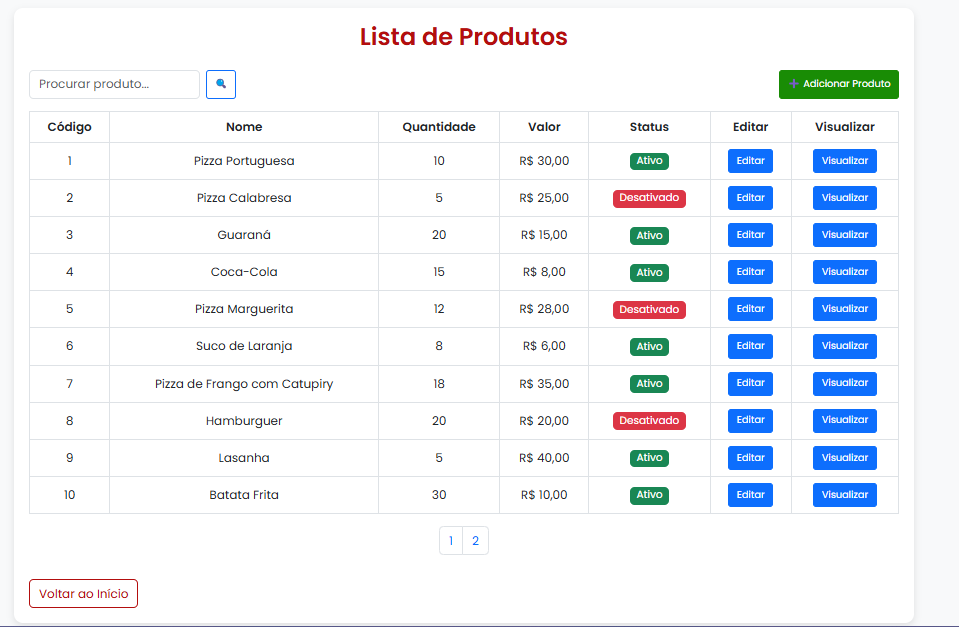 Lista de Produtos
Procurar produto...
Adicionar Produto
Código Nome Quantidade Valor Status Editar Visualizar
1 Pizza Portuguesa 10 R$ 30,00 Ativo Editar Visualizar
2 Pizza Calabresa 5 R$ 25,00 Desativado Editar Visualizar
3 Guaraná 20 R$ 15,00 Ativo Editar Visualizar
4 Coca-Cola 15 R$ 8,00 Ativo Editar Visualizar
5 Pizza Marguerita 12 R$ 28,00 Desativado Editar Visualizar
6 Suco de Laranja 8 R$ 6,00 Ativo Editar Visualizar
7 Pizza de Frango com Catupiry 18 R$ 35,00 Ativo Editar Visualizar
8 Hamburguer 20 R$ 20,00 Desativado Editar Visualizar
9 Lasanha 5 R$ 40,00 Ativo Editar Visualizar
10 Batata Frita 30 R$ 10,00 Ativo Editar Visualizar
1 2
Voltar ao Início